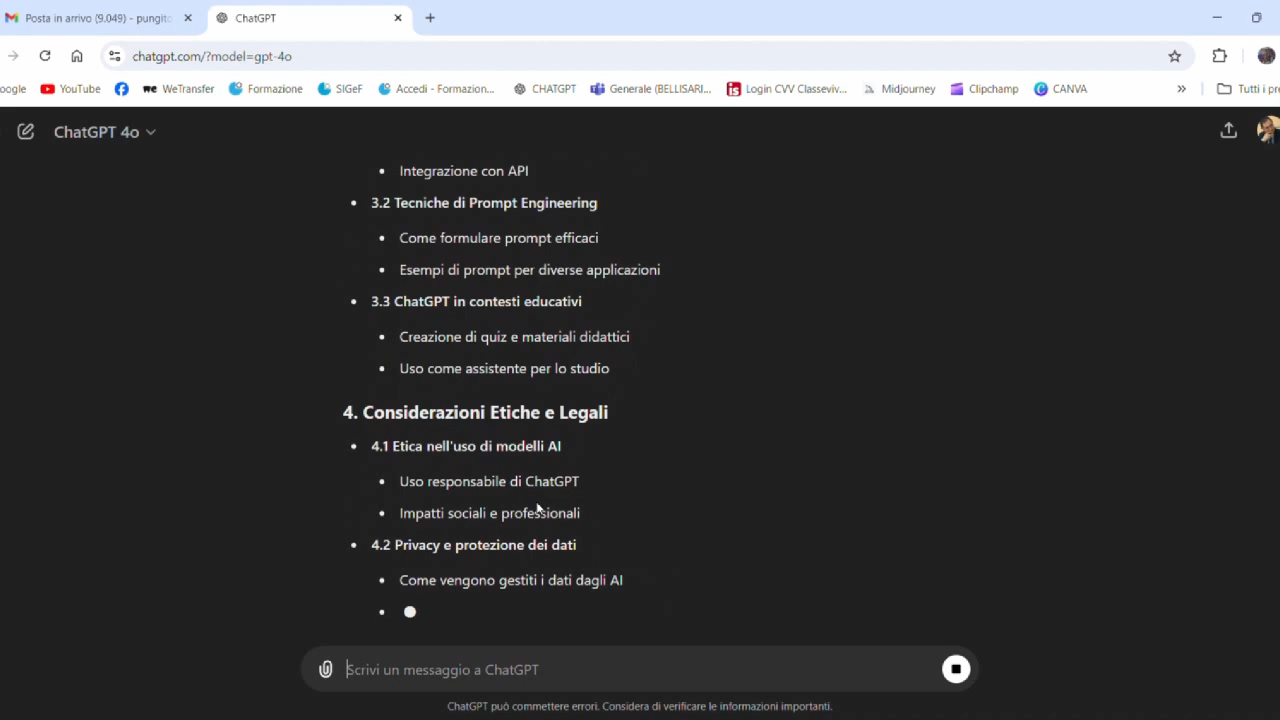 Posta in arrivo (9.049) - pungito
ChatGPT
chatgpt.com/?model=gpt-4o
oogle YouTube WeTransfer Formazione SIGeF Accedi - Formazion... CHATGPT Generale (BELLISARI... Login CVV Classeviv... Midjourney Clipchamp CANVA » Tutti i pre
ChatGPT 4o
• Integrazione con API
• 3.2 Tecniche di Prompt Engineering
• Come formulare prompt efficaci
• Esempi di prompt per diverse applicazioni
• 3.3 ChatGPT in contesti educativi
• Creazione di quiz e materiali didattici
• Uso come assistente per lo studio
4. Considerazioni Etiche e Legali
• 4.1 Etica nell'uso di modelli AI
• Uso responsabile di ChatGPT
• Impatti sociali e professionali
• 4.2 Privacy e protezione dei dati
• Come vengono gestiti i dati dagli AI
Scrivi un messaggio a ChatGPT
ChatGPT può commettere errori. Considera di verificare le informazioni importanti.